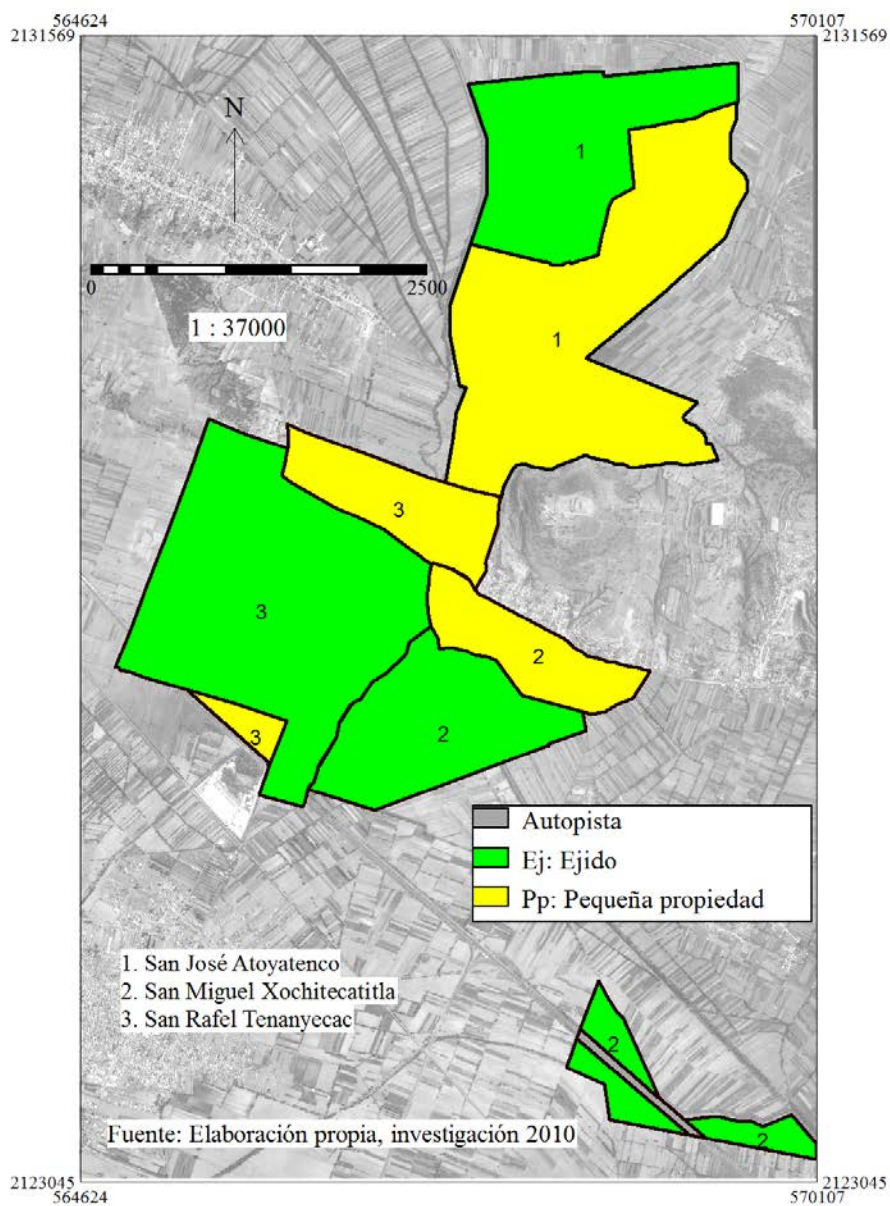 564624
570107
2131569
2131569
N
1
0
2500
1 : 37000
1
3
3
2
3
2
Autopista
Ej: Ejido
Pp: Pequeña propiedad
1. San José Atoyatenco
2. San Miguel Xochitecatitla
3. San Rafel Tenanyecac
2
Fuente: Elaboración propia, investigación 2010
2
2123045
2123045
564624
570107